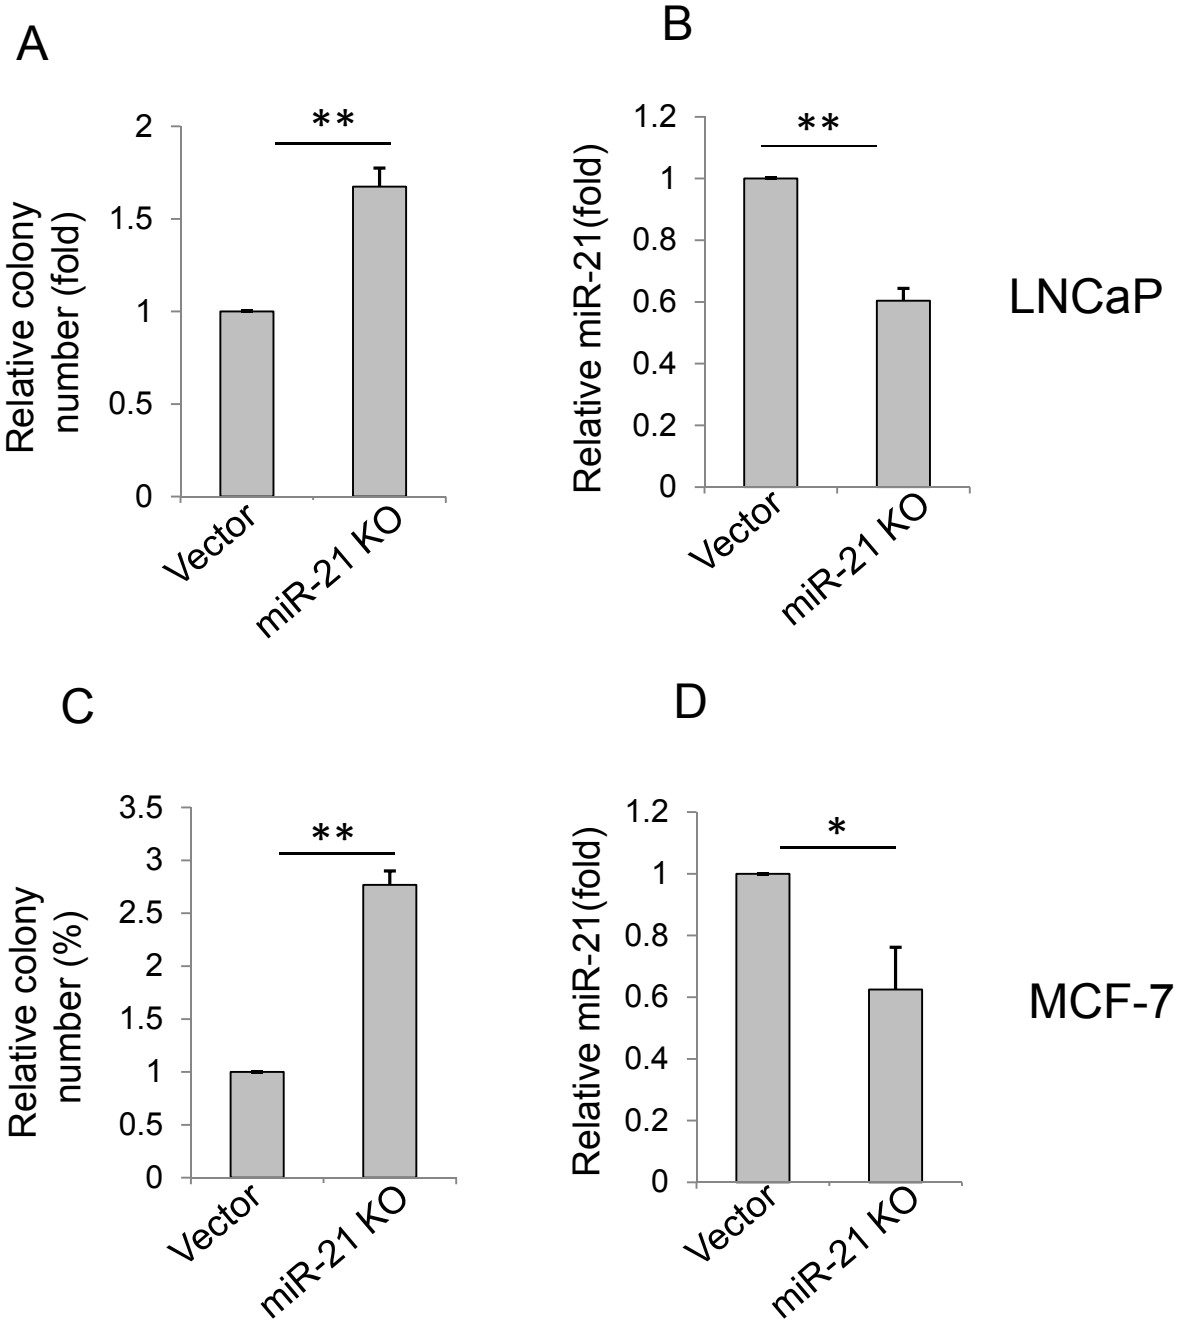 A
**
Relative colony
number (fold)
2
1.5
1
0.5
0
Vector
miR-21 KO
B
**
Relative miR-21(fold)
1.2
1
0.8
0.6
0.4
0.2
0
Vector
miR-21 KO
LNCaP
C
**
Relative colony
number (%)
3.5
3
2.5
2
1.5
1
0.5
0
Vector
miR-21 KO
D
*
Relative miR-21(fold)
1.2
1
0.8
0.6
0.4
0.2
0
Vector
miR-21 KO
MCF-7